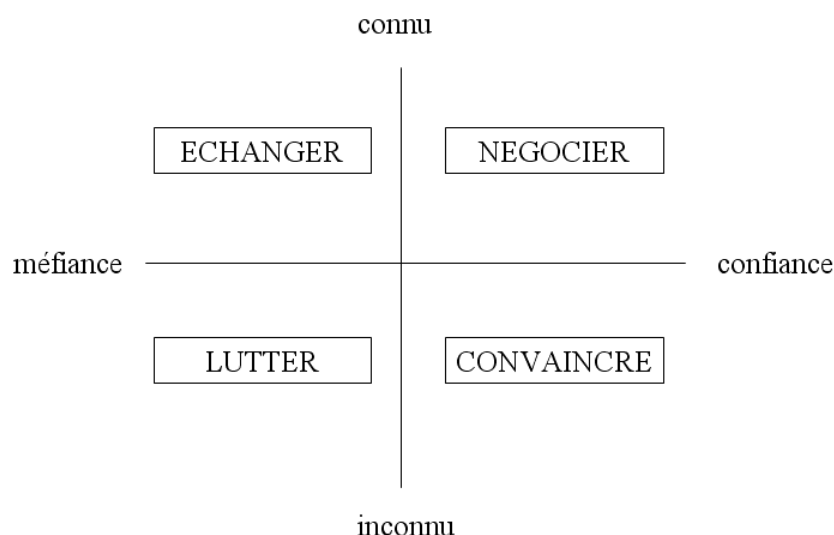 connu
ECHANGER
NEGOCIER
méfiance
confiance
LUTTER
CONVAINCRE
inconnu